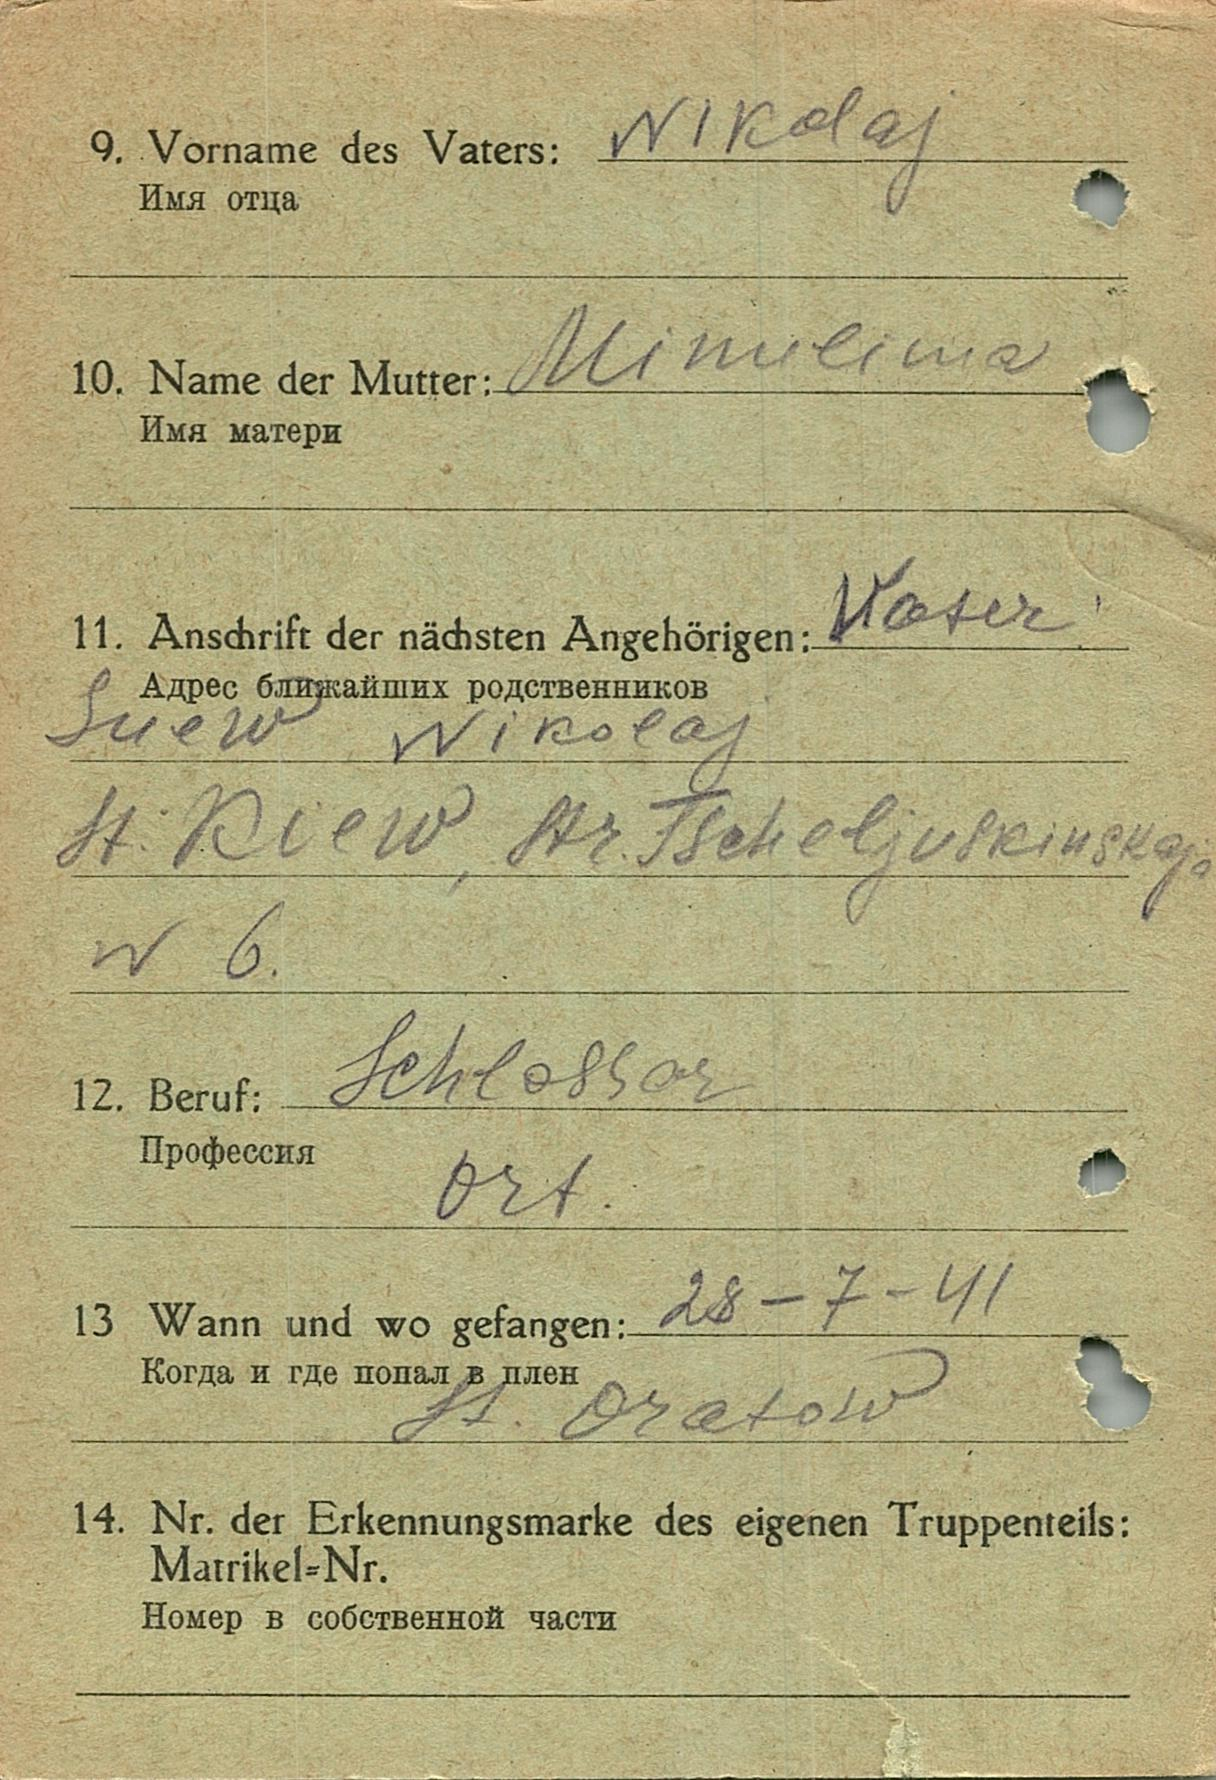 9. Vorname des Vaters: Nikolaj
Имя отца
10. Name der Mutter:
Имя матери
11. Anschrift der nächsten Angehörigen: Vater
Адрес ближайших родственников
Nikolaj
St. Kiew, Str. Tscheljuskinskaja
N 6.
12. Beruf: Schlosser
Профессия
Ort.
13 Wann und wo gefangen: 28-7-41
Когда и где попал в плен
St. Oratow
14. Nr. der Erkennungsmarke des eigenen Truppenteils:
Matrikel=Nr.
Номер в собственной части